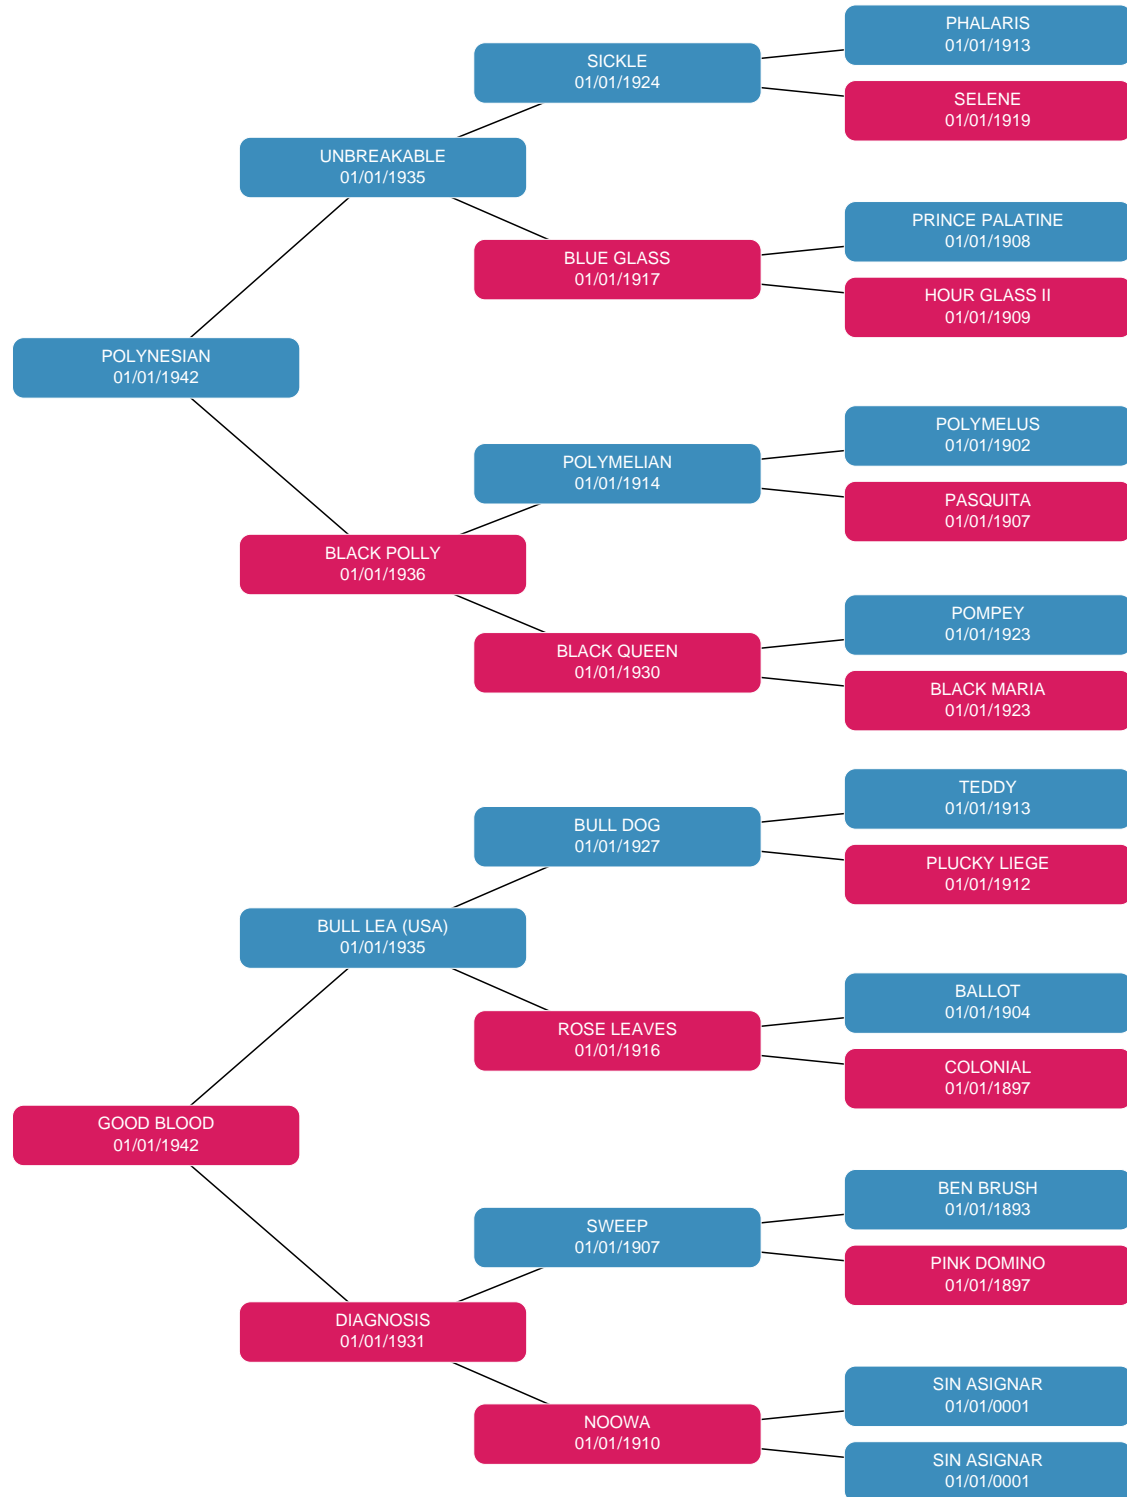 PHALARIS
01/01/1913
SICKLE
01/01/1924
SELENE
01/01/1919
UNBREAKABLE
01/01/1935
PRINCE PALATINE
01/01/1908
BLUE GLASS
01/01/1917
HOUR GLASS II
01/01/1909
POLYNESIAN
01/01/1942
POLYMELUS
01/01/1902
POLYMELIAN
01/01/1914
PASQUITA
01/01/1907
BLACK POLLY
01/01/1936
POMPEY
01/01/1923
BLACK QUEEN
01/01/1930
BLACK MARIA
01/01/1923
TEDDY
01/01/1913
BULL DOG
01/01/1927
PLUCKY LIEGE
01/01/1912
BULL LEA (USA)
01/01/1935
BALLOT
01/01/1904
ROSE LEAVES
01/01/1916
COLONIAL
01/01/1897
GOOD BLOOD
01/01/1942
BEN BRUSH
01/01/1893
SWEEP
01/01/1907
PINK DOMINO
01/01/1897
DIAGNOSIS
01/01/1931
SIN ASIGNAR
01/01/0001
NOOWA
01/01/1910
SIN ASIGNAR
01/01/0001